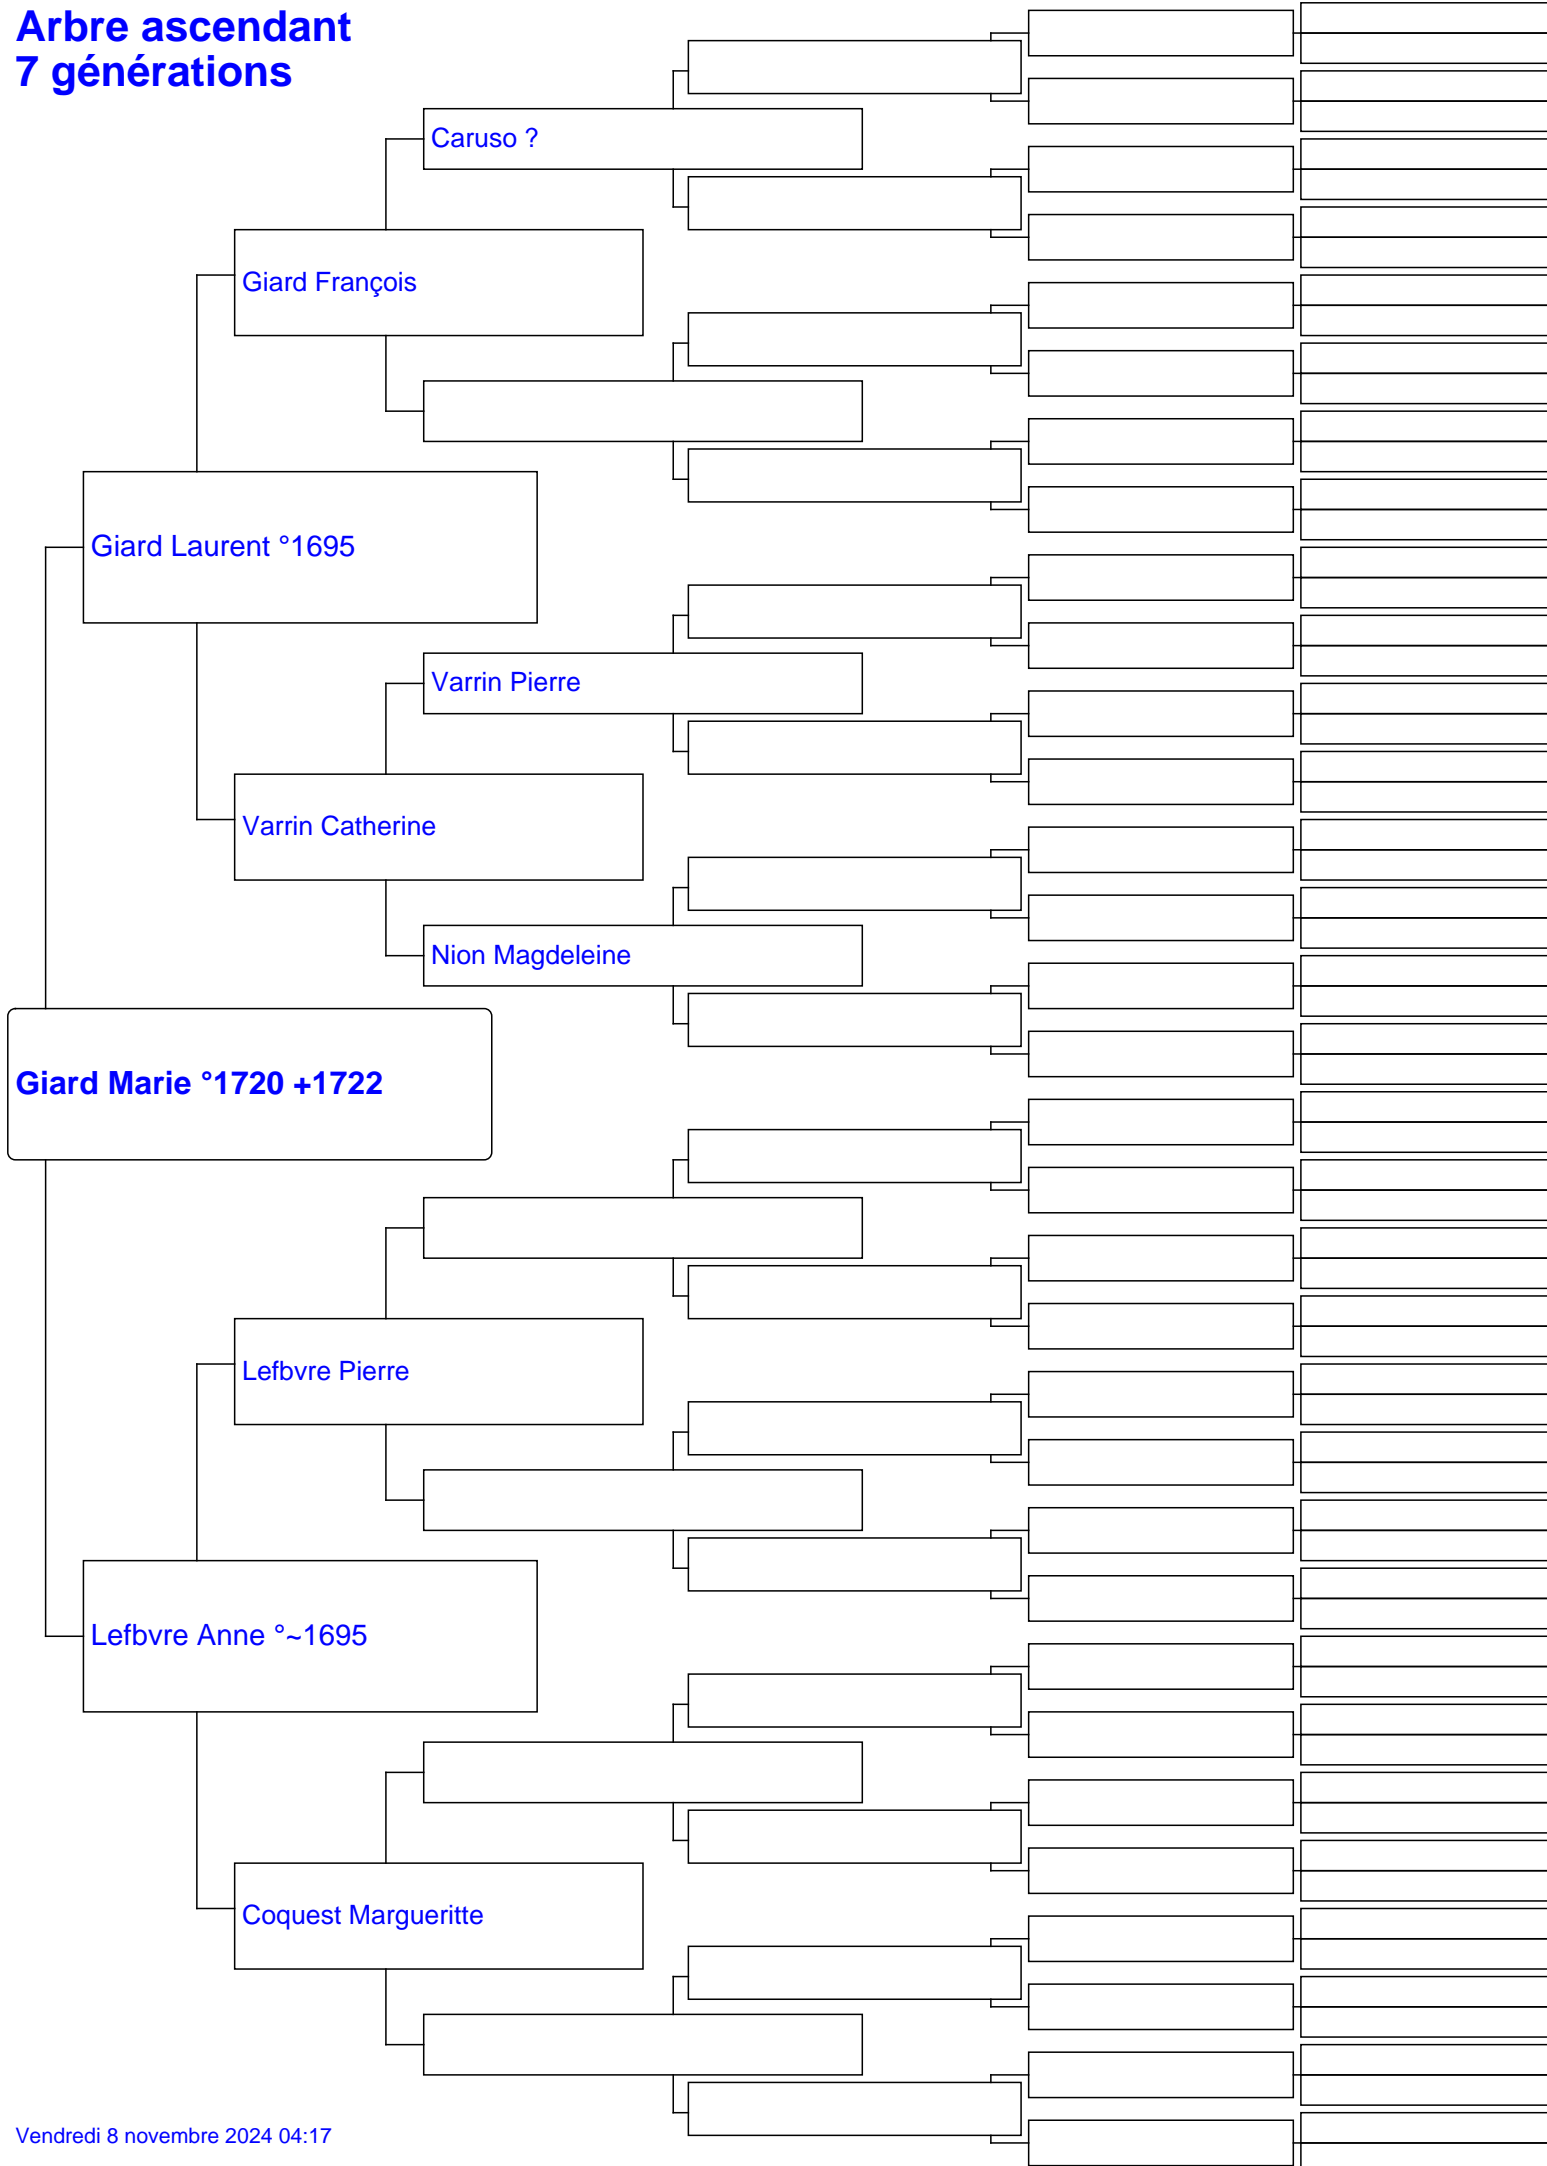 Arbre ascendant
7 générations
Caruso ?
Giard François
Giard Laurent °1695
Varrin Pierre
Varrin Catherine
Nion Magdeleine
Giard Marie °1720 +1722
Lefbvre Pierre
Lefbvre Anne °~1695
Coquest Margueritte
Vendredi 8 novembre 2024 04:17